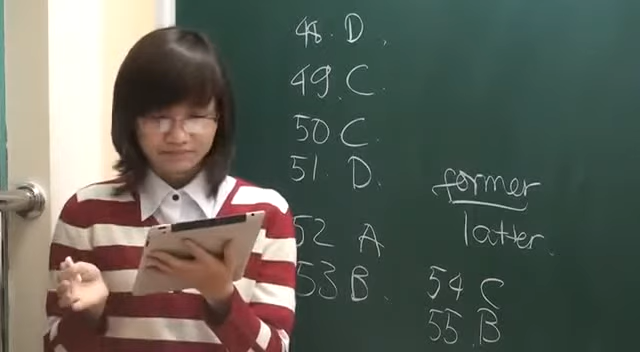 48. D.
49. C.
50 C.
51. D.
52 A
53 B.
former
latter.
54 C
55 B